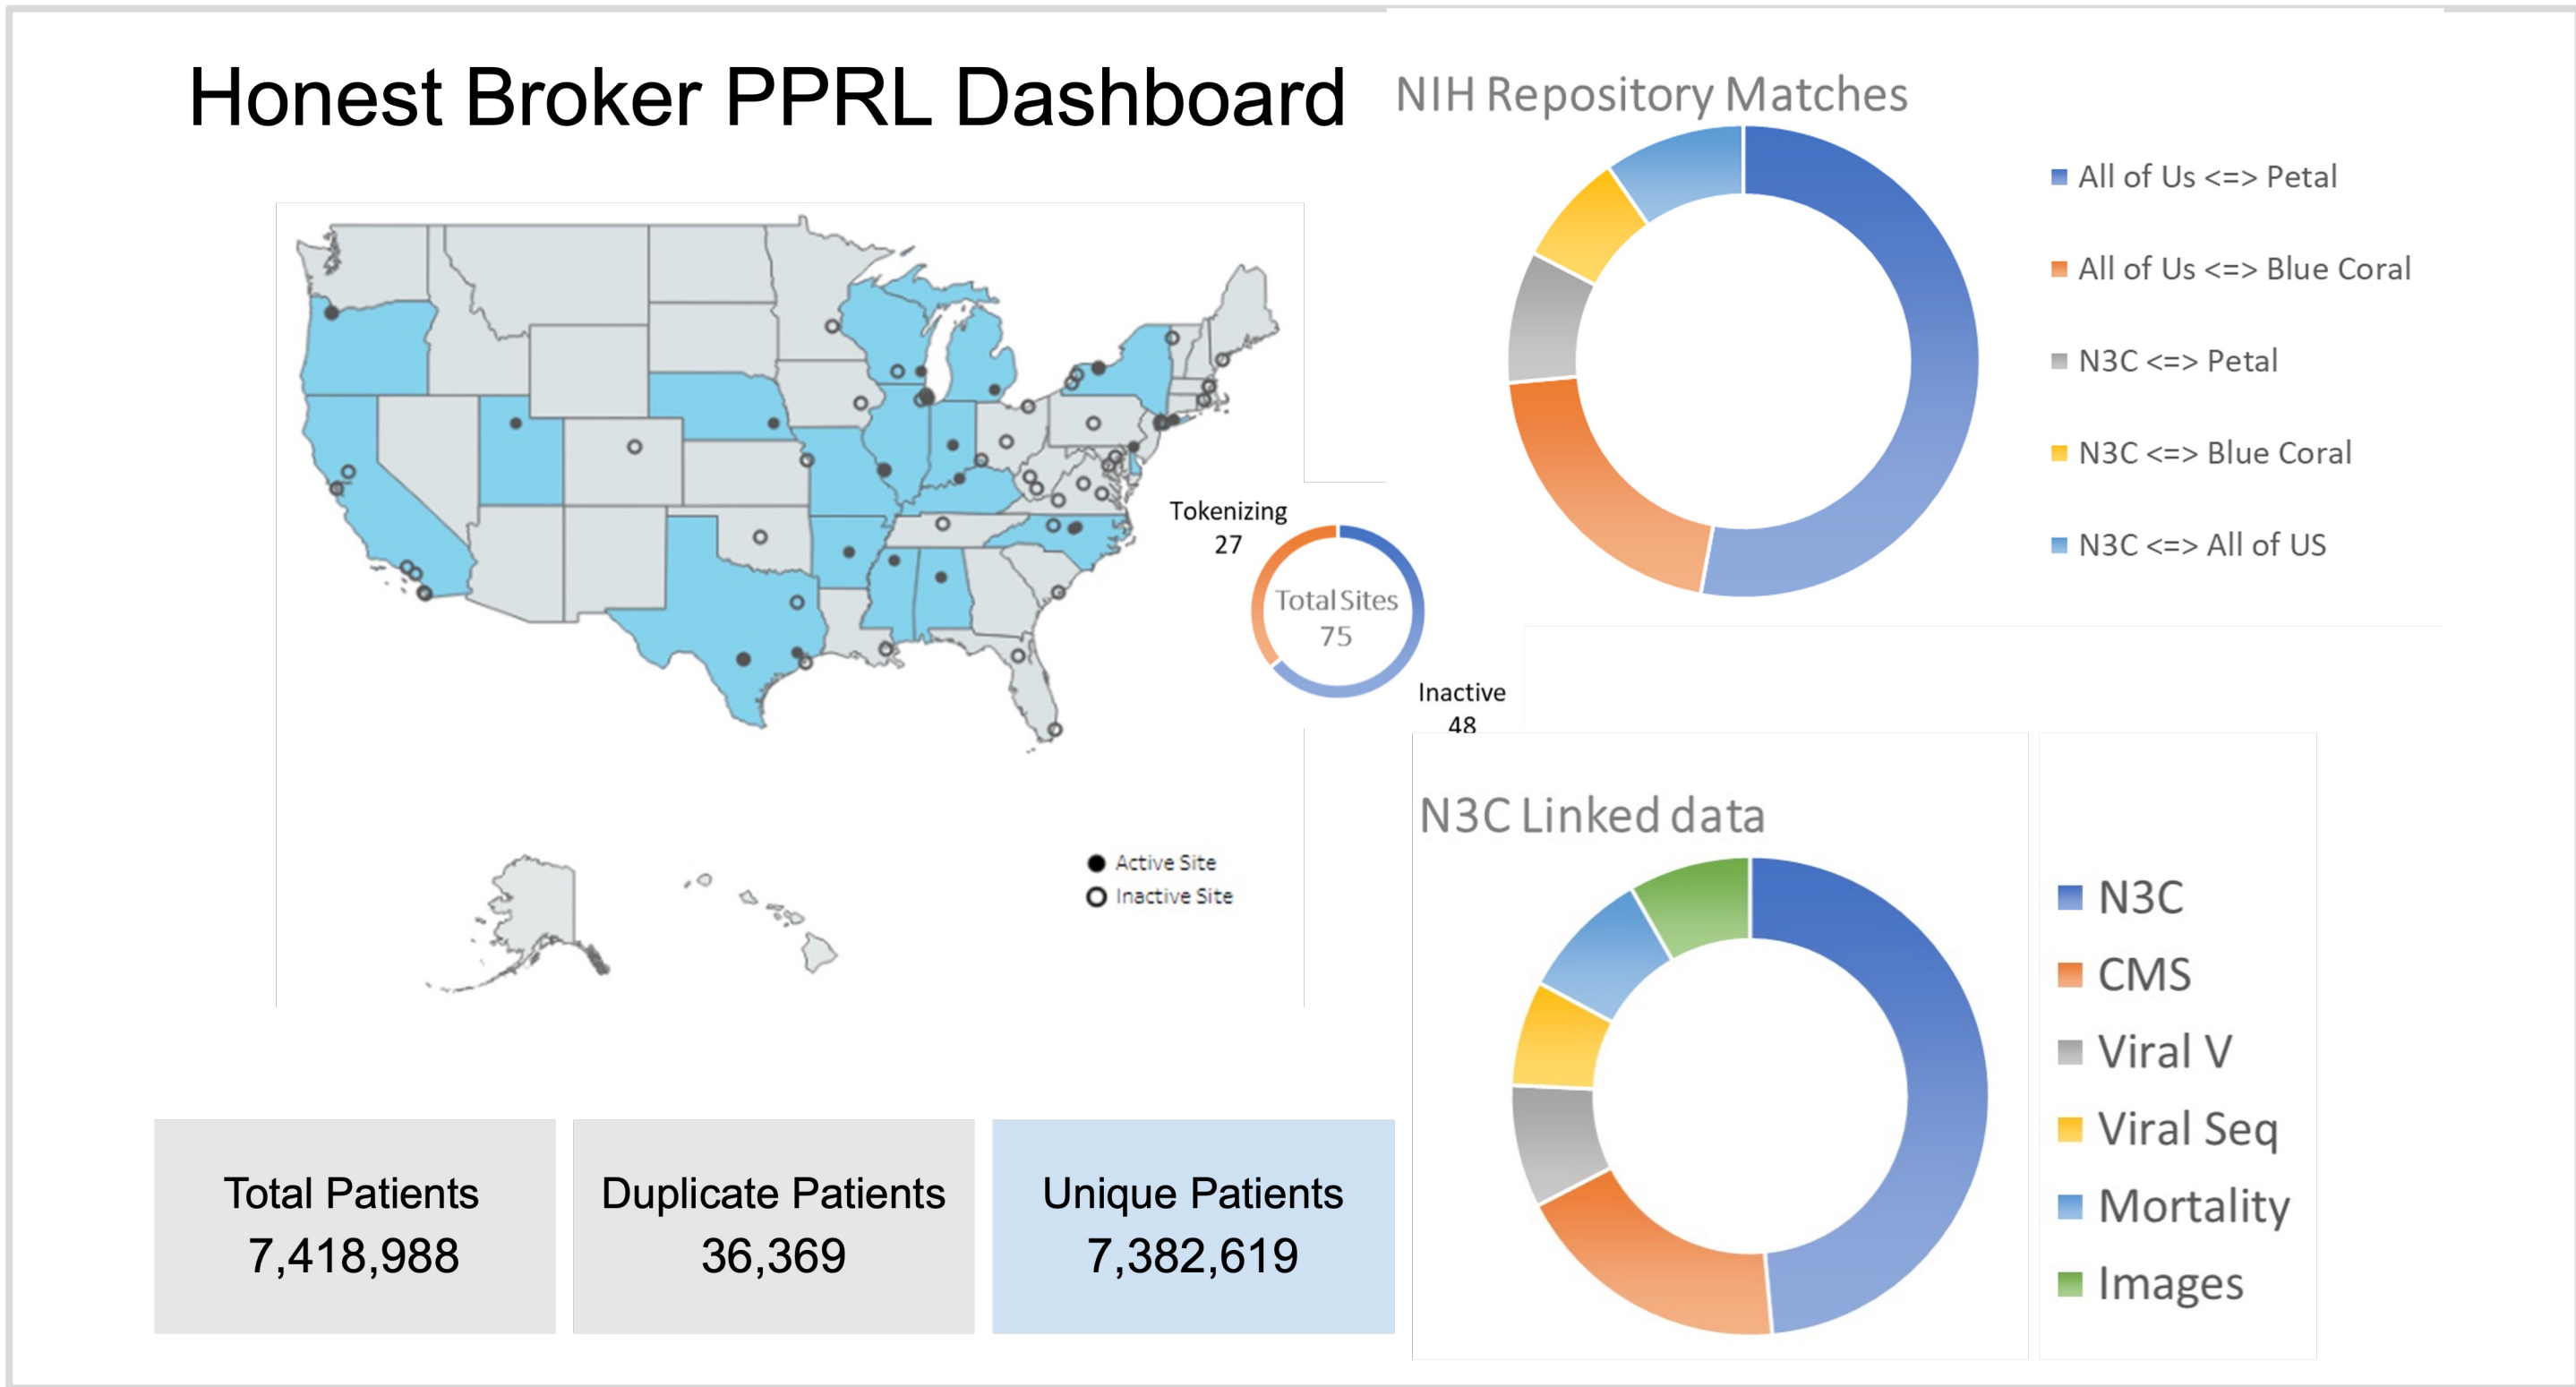 Honest Broker PPRL Dashboard
Tokenizing
27
Total Sites
75
Inactive
48
Active Site
Inactive Site
Total Patients
7,418,988
Duplicate Patients
36,369
Unique Patients
7,382,619
NIH Repository Matches
All of Us <=> Petal
All of Us <=> Blue Coral
N3C <=> Petal
N3C <=> Blue Coral
N3C <=> All of US
N3C Linked data
N3C
CMS
Viral V
Viral Seq
Mortality
Images